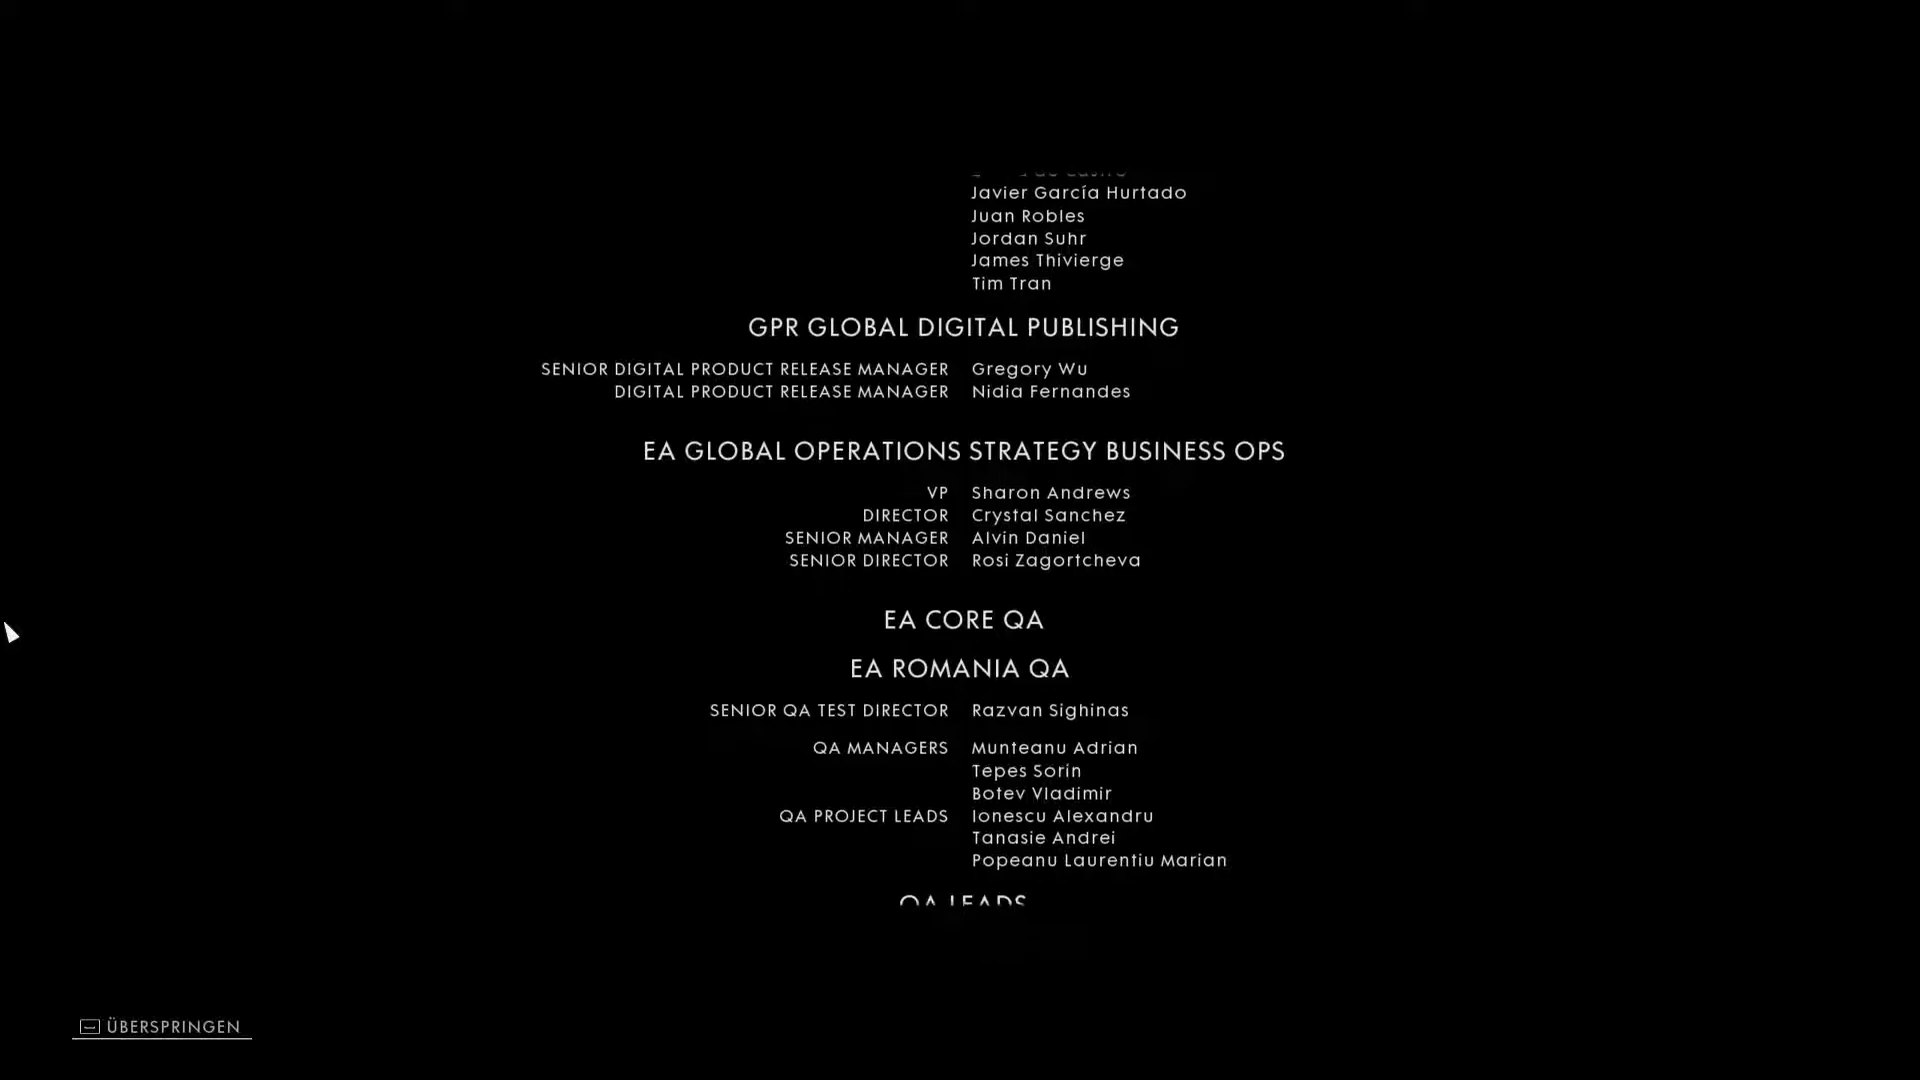 Javier García Hurtado
Juan Robles
Jordan Suhr
James Thivierge
Tim Tran
GPR GLOBAL DIGITAL PUBLISHING
SENIOR DIGITAL PRODUCT RELEASE MANAGER Gregory Wu
DIGITAL PRODUCT RELEASE MANAGER Nidia Fernandes
EA GLOBAL OPERATIONS STRATEGY BUSINESS OPS
VP Sharon Andrews
DIRECTOR Crystal Sanchez
SENIOR MANAGER Alvin Daniel
SENIOR DIRECTOR Rosi Zagortcheva
EA CORE QA
EA ROMANIA QA
SENIOR QA TEST DIRECTOR Razvan Sighinas
QA MANAGERS Munteanu Adrian
Tepes Sorin
Botev Vladimir
QA PROJECT LEADS Ionescu Alexandru
Tanasie Andrei
Popeanu Laurentiu Marian
QA LEADS
ÜBERSPRINGEN